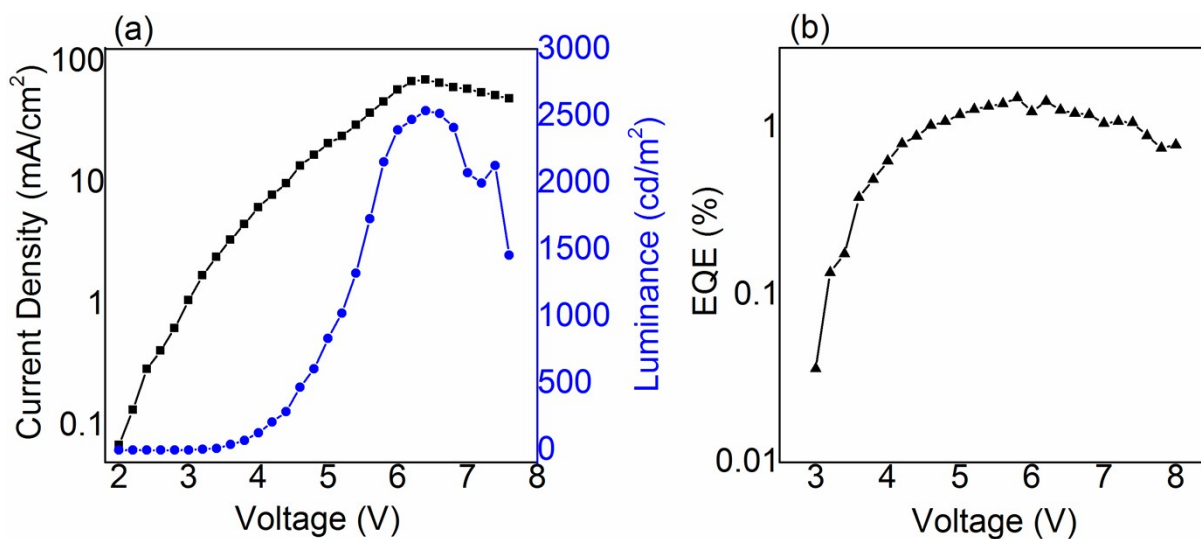 (a)
Current Density (mA/cm²)
100
10
1
0.1
2 3 4 5 6 7 8
Voltage (V)
3000
2500
2000
1500
1000
500
0
Luminance (cd/m²)
(b)
EQE (%)
1
0.1
0.01
3 4 5 6 7 8
Voltage (V)